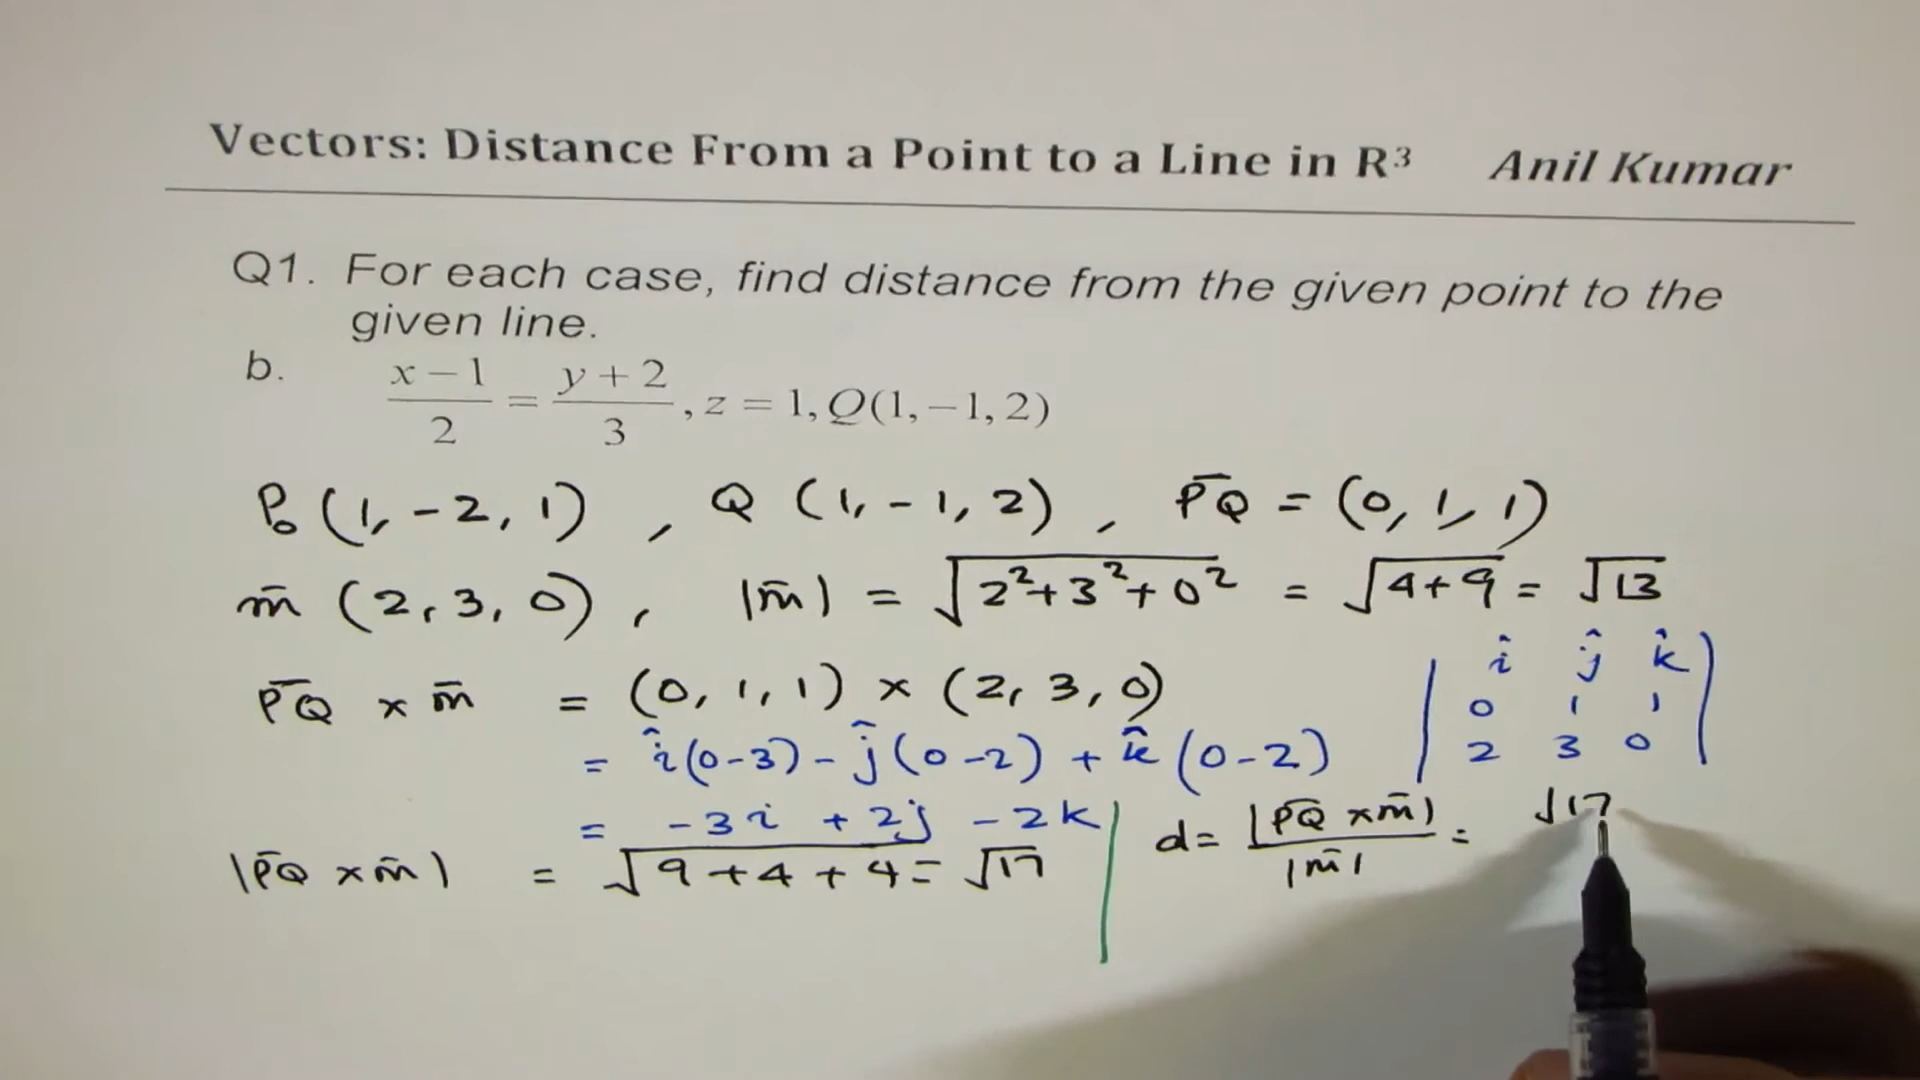 Vectors: Distance From a Point to a Line in R³ Anil Kumar
Q1. For each case, find distance from the given point to the
given line.
b. (x − 1)/2 = (y + 2)/3, z = 1, Q(1, −1, 2)
P₀ (1, -2, 1) , Q (1, -1, 2) , P̄Q = (0, 1, 1)
m̄ (2, 3, 0) , |m̄| = √(2² + 3² + 0²) = √(4+9) = √13
P̄Q × m̄ = (0, 1, 1) × (2, 3, 0)
= î(0-3) - ĵ(0-2) + k̂(0-2)
= -3i + 2j - 2k
|P̄Q × m̄| = √(9+4+4) = √17
î ĵ k̂
0 1 1
2 3 0
d = |P̄Q × m̄| / |m̄| = √17